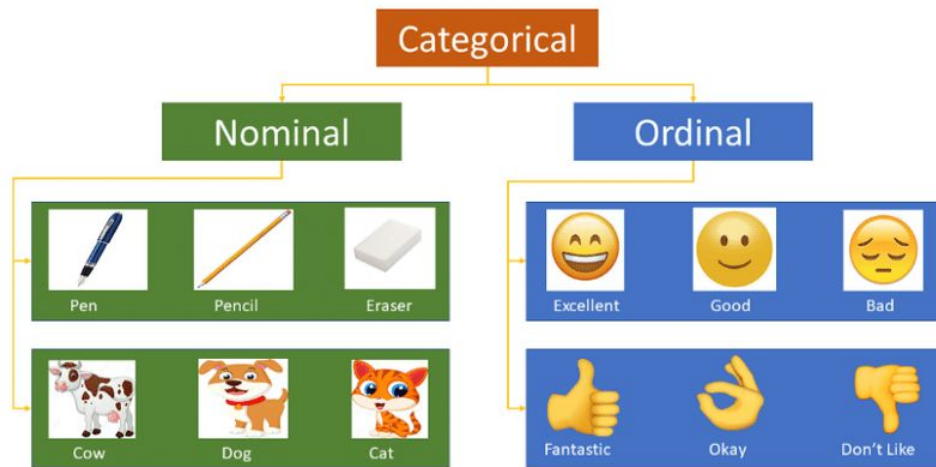 Categorical
Nominal
Ordinal
Pen Pencil Eraser
Excellent Good Bad
Cow Dog Cat
Fantastic Okay Don't Like